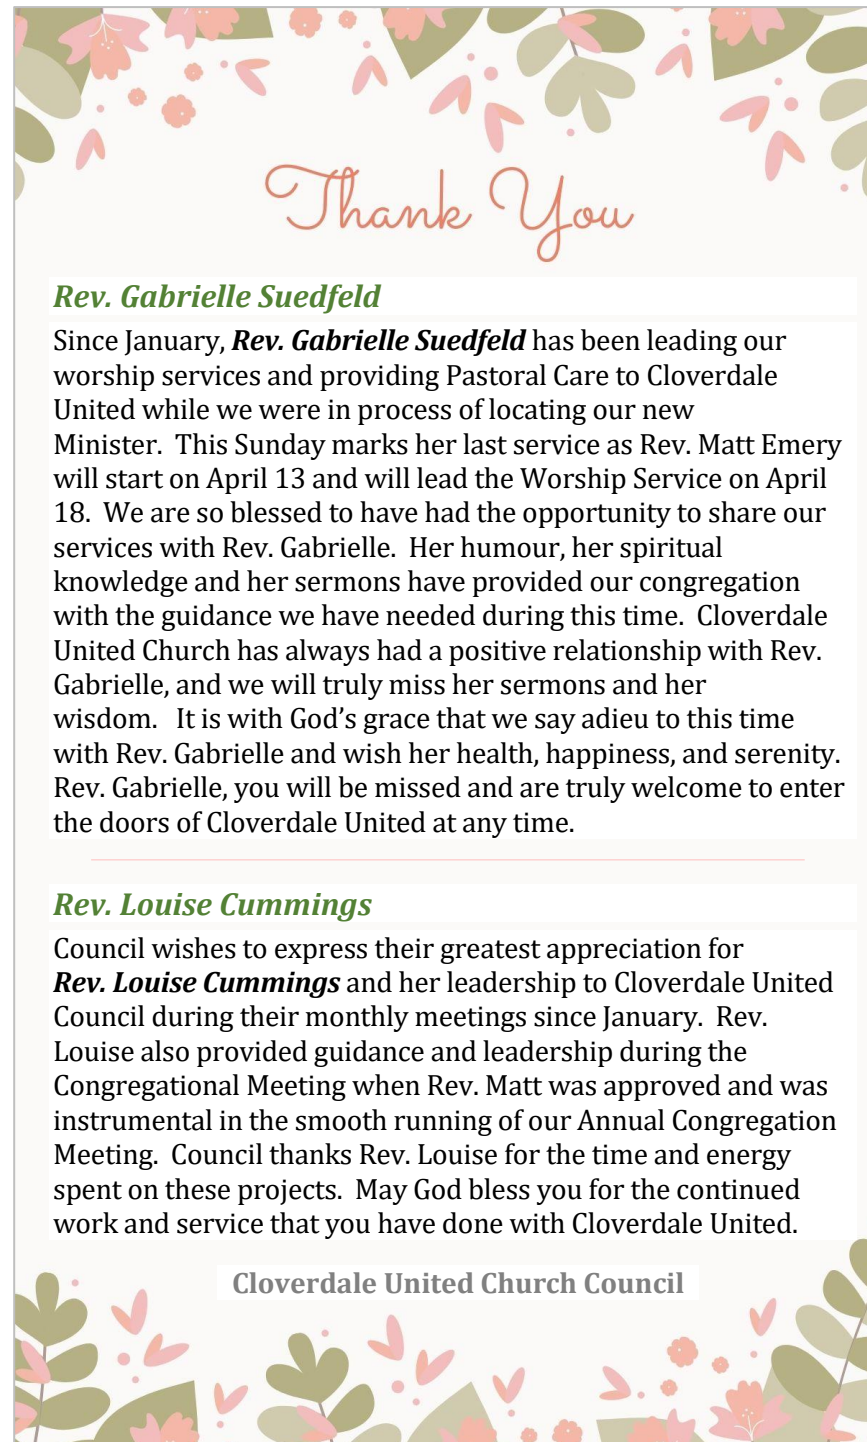 Thank You
Rev. Gabrielle Suedfeld
Since January, Rev. Gabrielle Suedfeld has been leading our
worship services and providing Pastoral Care to Cloverdale
United while we were in process of locating our new
Minister.  This Sunday marks her last service as Rev. Matt Emery
will start on April 13 and will lead the Worship Service on April
18.  We are so blessed to have had the opportunity to share our
services with Rev. Gabrielle.  Her humour, her spiritual
knowledge and her sermons have provided our congregation
with the guidance we have needed during this time.  Cloverdale
United Church has always had a positive relationship with Rev.
Gabrielle, and we will truly miss her sermons and her
wisdom.   It is with God’s grace that we say adieu to this time
with Rev. Gabrielle and wish her health, happiness, and serenity.
Rev. Gabrielle, you will be missed and are truly welcome to enter
the doors of Cloverdale United at any time.
Rev. Louise Cummings
Council wishes to express their greatest appreciation for
Rev. Louise Cummings and her leadership to Cloverdale United
Council during their monthly meetings since January.  Rev.
Louise also provided guidance and leadership during the
Congregational Meeting when Rev. Matt was approved and was
instrumental in the smooth running of our Annual Congregation
Meeting.  Council thanks Rev. Louise for the time and energy
spent on these projects.  May God bless you for the continued
work and service that you have done with Cloverdale United.
Cloverdale United Church Council